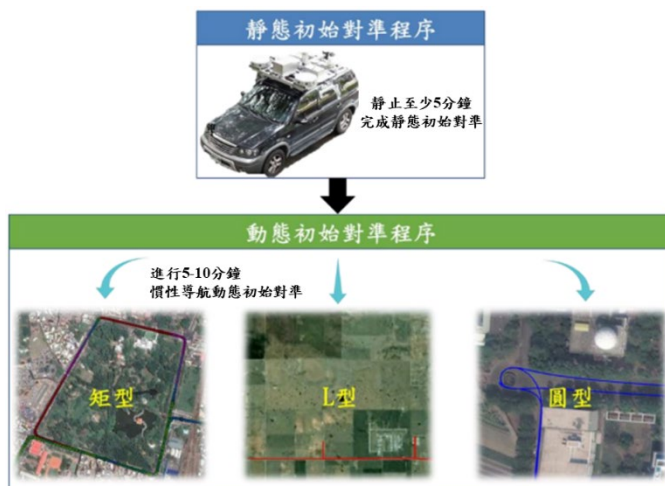 靜態初始對準程序
靜止至少5分鐘
完成靜態初始對準
動態初始對準程序
進行5-10分鐘
慣性導航動態初始對準
矩型
L型
圓型